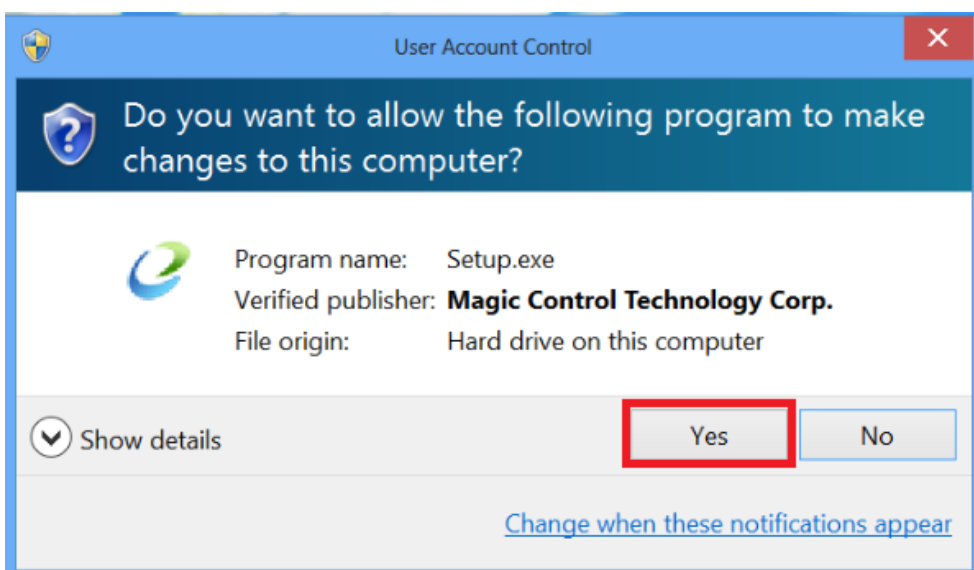 User Account Control
Do you want to allow the following program to make
changes to this computer?
Program name: Setup.exe
Verified publisher: Magic Control Technology Corp.
File origin: Hard drive on this computer
Show details
Yes
No
Change when these notifications appear